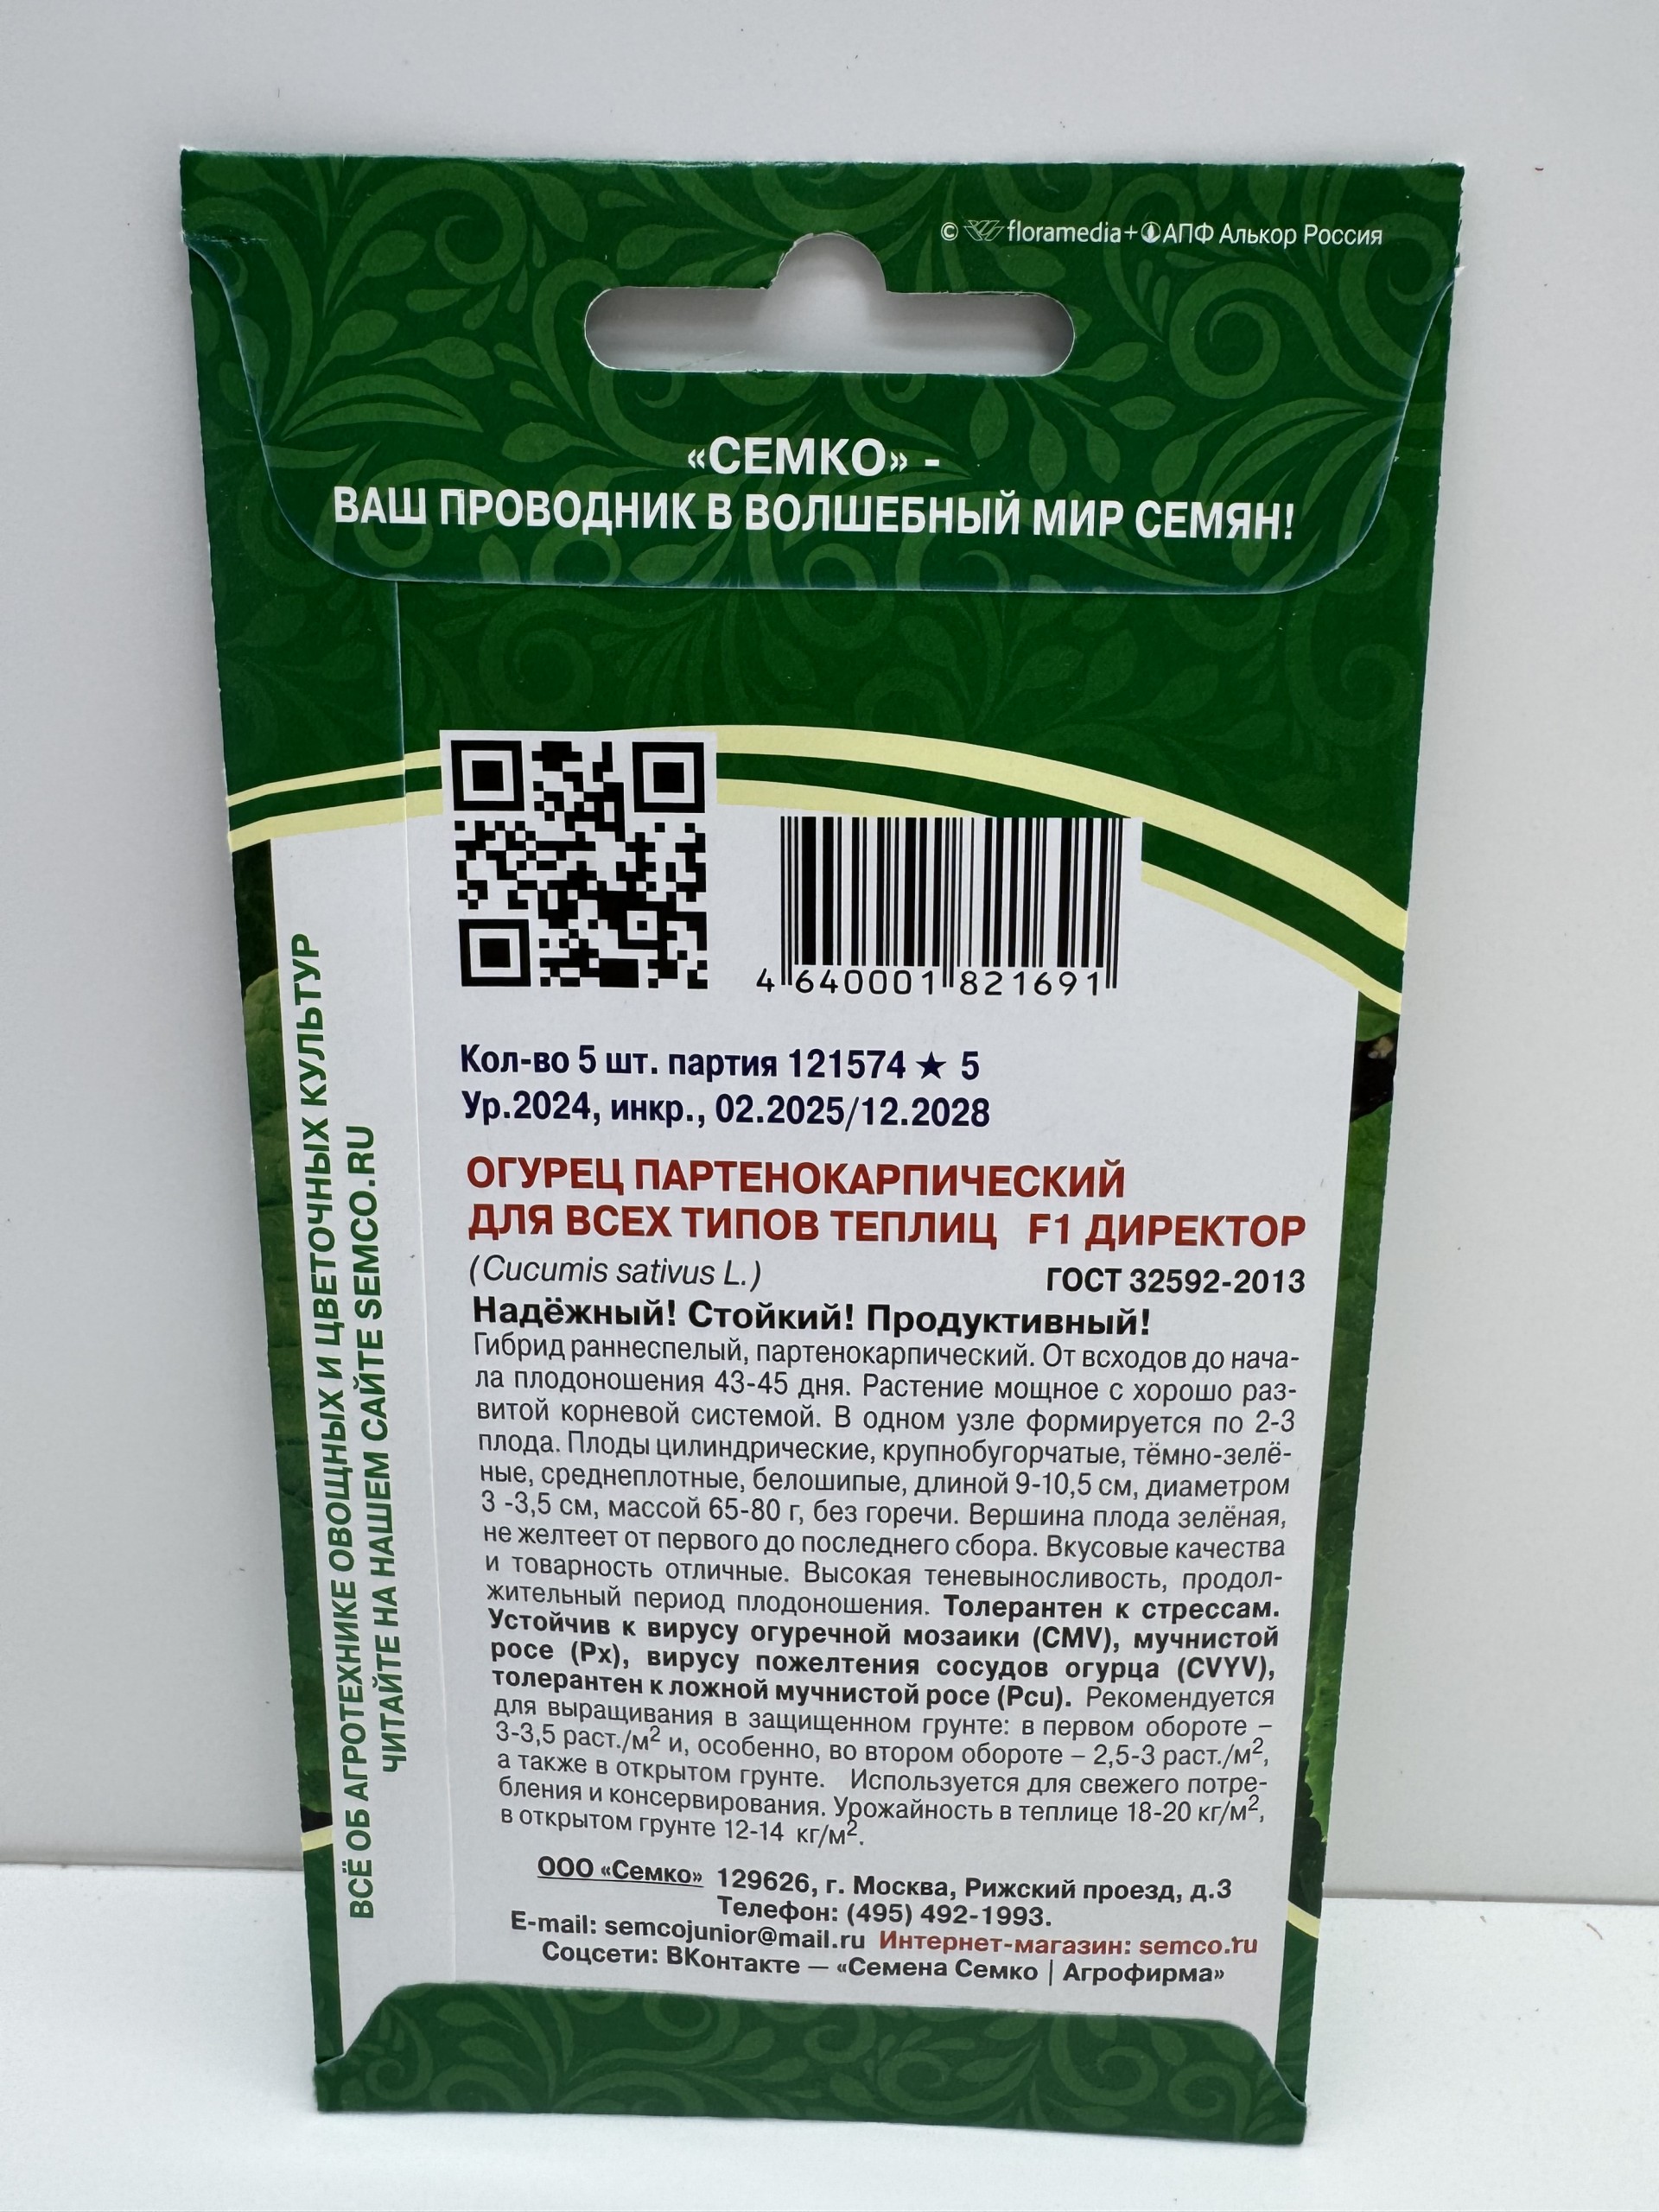 © floramedia+АПФ Алькор Россия
«СЕМКО» -
ВАШ ПРОВОДНИК В ВОЛШЕБНЫЙ МИР СЕМЯН!
4 640001 821691
Кол-во 5 шт. партия 121574 ★ 5
Ур.2024, инкр., 02.2025/12.2028
ОГУРЕЦ ПАРТЕНОКАРПИЧЕСКИЙ
ДЛЯ ВСЕХ ТИПОВ ТЕПЛИЦ F1 ДИРЕКТОР
(Cucumis sativus L.) ГОСТ 32592-2013
Надёжный! Стойкий! Продуктивный!
Гибрид раннеспелый, партенокарпический. От всходов до нача-
ла плодоношения 43-45 дня. Растение мощное с хорошо раз-
витой корневой системой. В одном узле формируется по 2-3
плода. Плоды цилиндрические, крупнобугорчатые, тёмно-зелё-
ные, среднеплотные, белошипые, длиной 9-10,5 см, диаметром
3 -3,5 см, массой 65-80 г, без горечи. Вершина плода зелёная,
не желтеет от первого до последнего сбора. Вкусовые качества
и товарность отличные. Высокая теневыносливость, продол-
жительный период плодоношения. Толерантен к стрессам.
Устойчив к вирусу огуречной мозаики (CMV), мучнистой
росе (Px), вирусу пожелтения сосудов огурца (CVYV),
толерантен к ложной мучнистой росе (Pcu). Рекомендуется
для выращивания в защищенном грунте: в первом обороте –
3-3,5 раст./м² и, особенно, во втором обороте – 2,5-3 раст./м²,
а также в открытом грунте. Используется для свежего потре-
бления и консервирования. Урожайность в теплице 18-20 кг/м²,
в открытом грунте 12-14 кг/м².
ООО «Семко» 129626, г. Москва, Рижский проезд, д.3
Телефон: (495) 492-1993.
E-mail: semcojunior@mail.ru Интернет-магазин: semco.ru
Соцсети: ВКонтакте — «Семена Семко | Агрофирма»
ВСЁ ОБ АГРОТЕХНИКЕ ОВОЩНЫХ И ЦВЕТОЧНЫХ КУЛЬТУР
ЧИТАЙТЕ НА НАШЕМ САЙТЕ SEMCO.RU